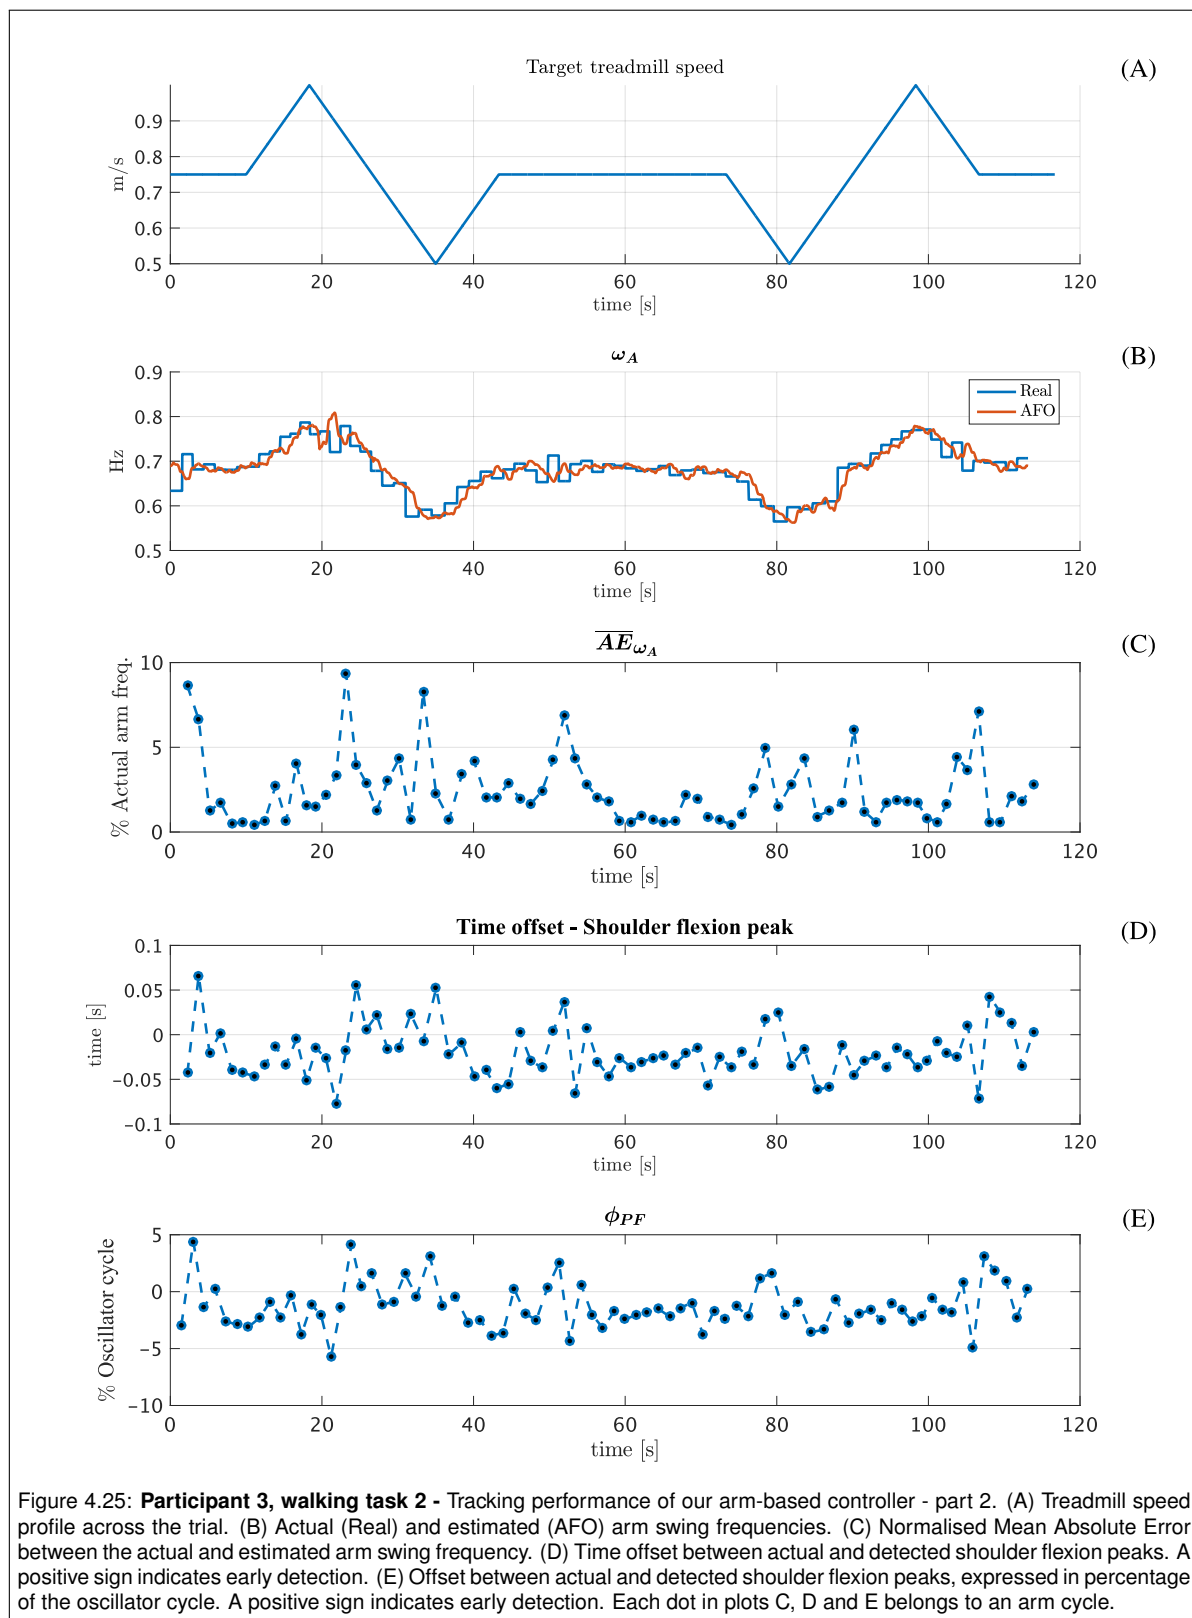 Target treadmill speed
(A)
0.9
0.8
0.7
0.6
0.5
m/s
0 20 40 60 80 100 120
time [s]
ω_A
(B)
0.9
0.8
0.7
0.6
0.5
Hz
Real
AFO
0 20 40 60 80 100 120
time [s]
AE̅_ω_A
(C)
10
5
0
% Actual arm freq.
0 20 40 60 80 100 120
time [s]
Time offset - Shoulder flexion peak
(D)
0.1
0.05
0
−0.05
−0.1
time [s]
0 20 40 60 80 100 120
time [s]
ϕ_PF
(E)
5
0
−5
−10
% Oscillator cycle
0 20 40 60 80 100 120
time [s]
Figure 4.25: Participant 3, walking task 2 - Tracking performance of our arm-based controller - part 2. (A) Treadmill speed
profile across the trial. (B) Actual (Real) and estimated (AFO) arm swing frequencies. (C) Normalised Mean Absolute Error
between the actual and estimated arm swing frequency. (D) Time offset between actual and detected shoulder flexion peaks. A
positive sign indicates early detection. (E) Offset between actual and detected shoulder flexion peaks, expressed in percentage
of the oscillator cycle. A positive sign indicates early detection. Each dot in plots C, D and E belongs to an arm cycle.